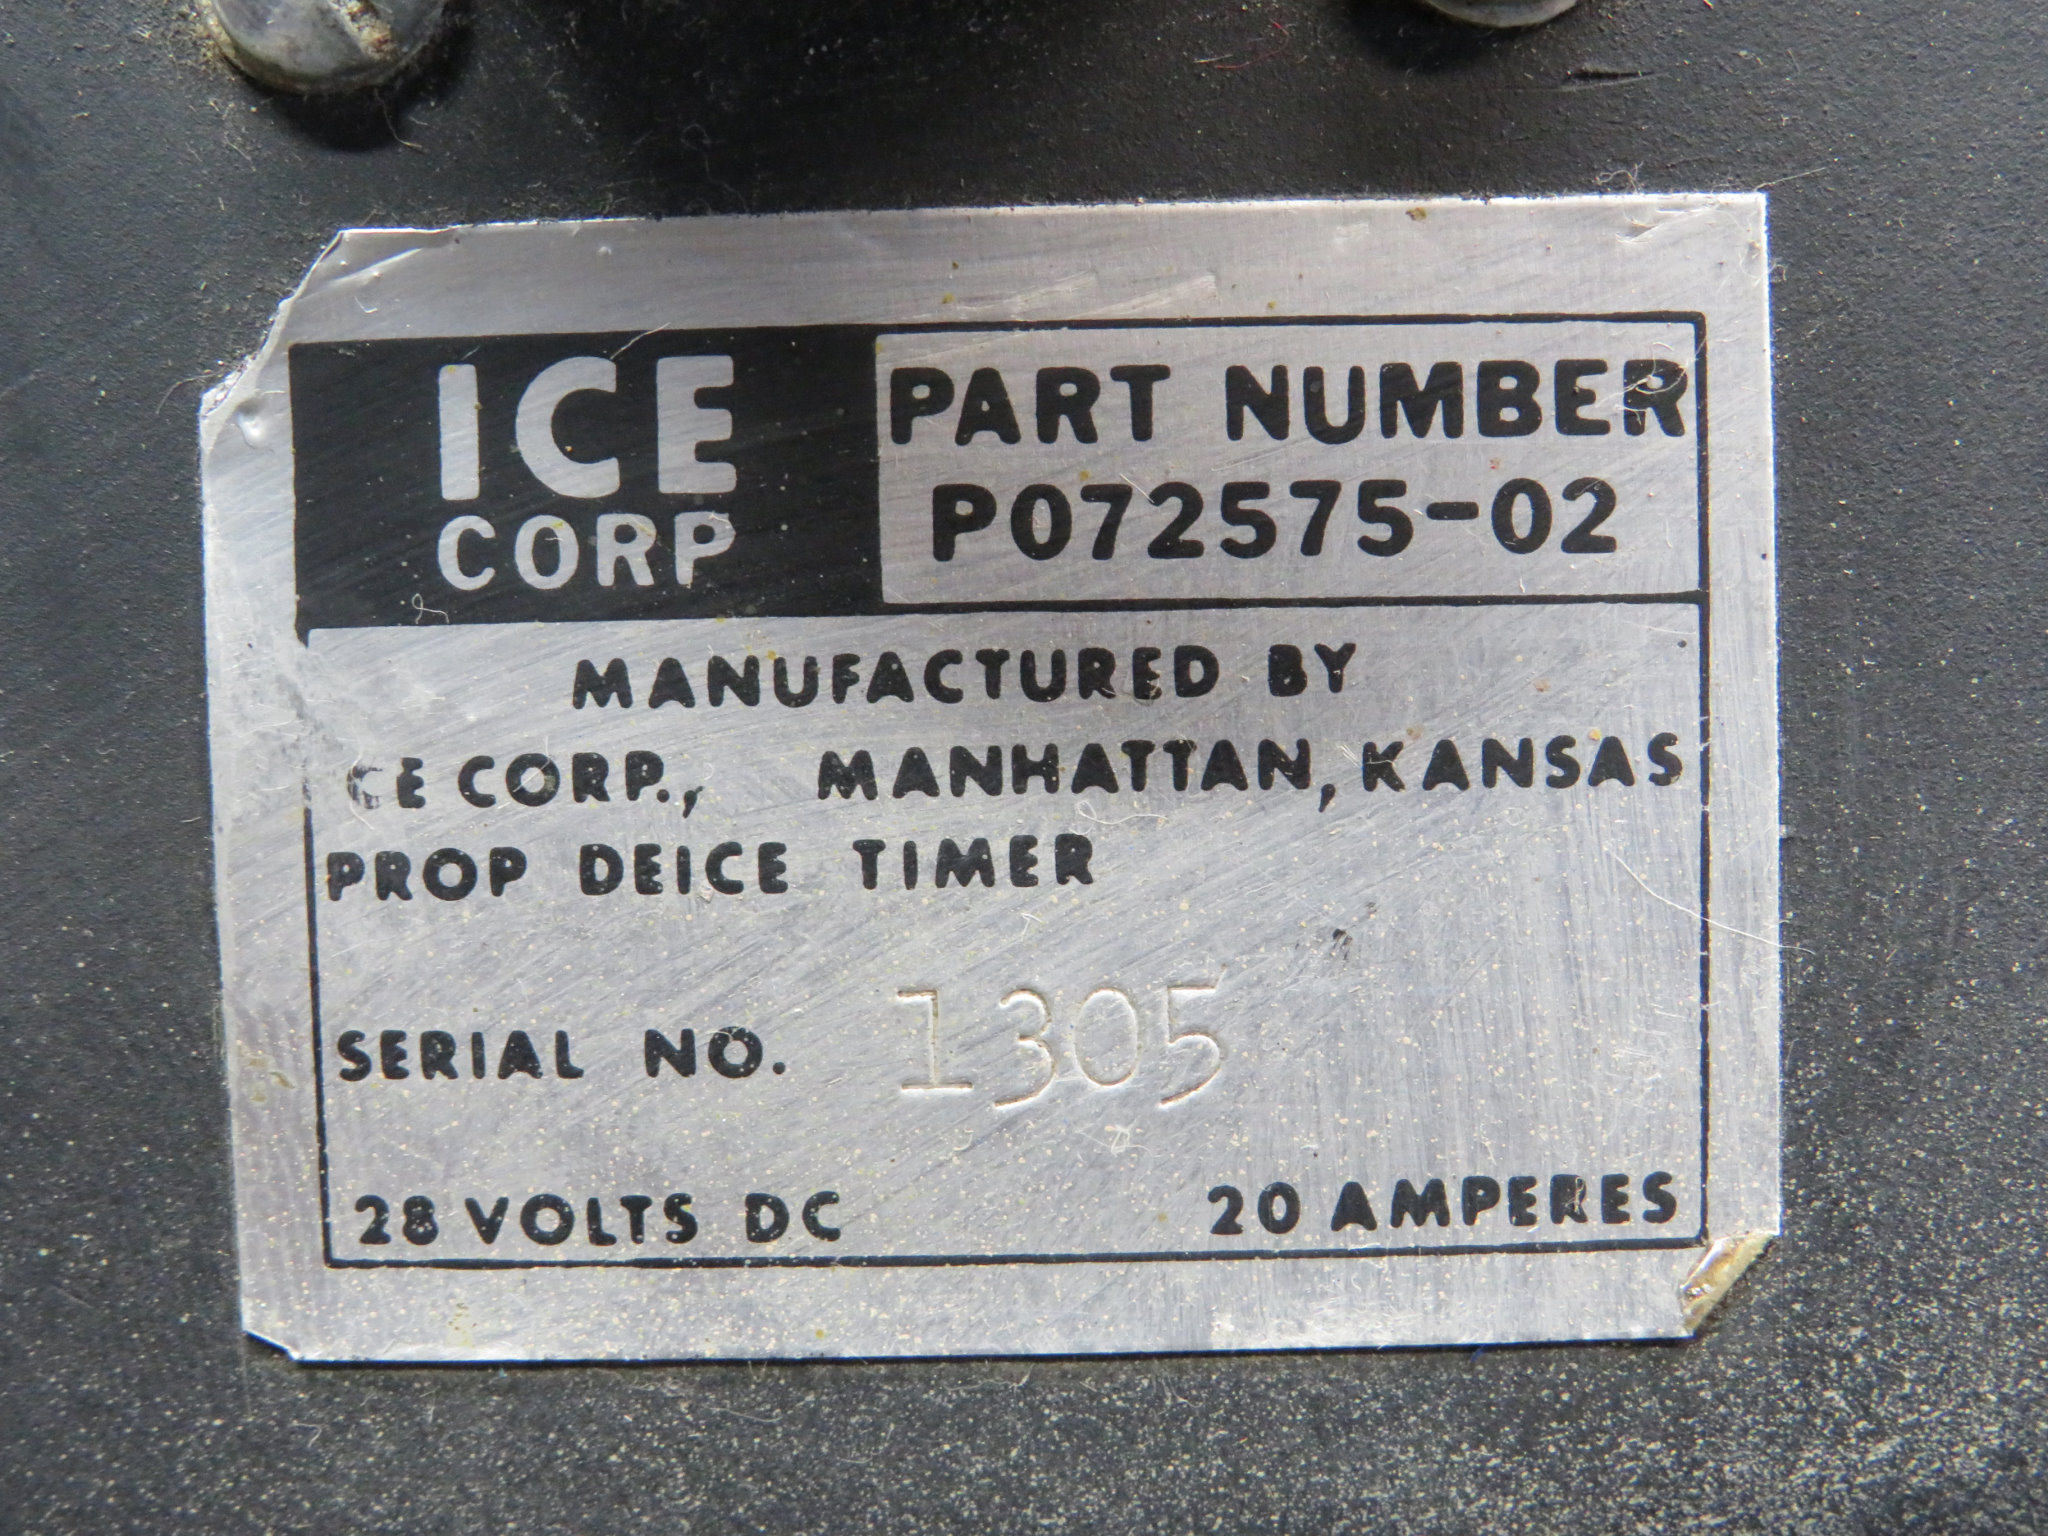 ICE
CORP
PART NUMBER
P072575-02
MANUFACTURED BY
CE CORP., MANHATTAN, KANSAS
PROP DEICE TIMER
SERIAL NO. 1305
28 VOLTS DC 20 AMPERES